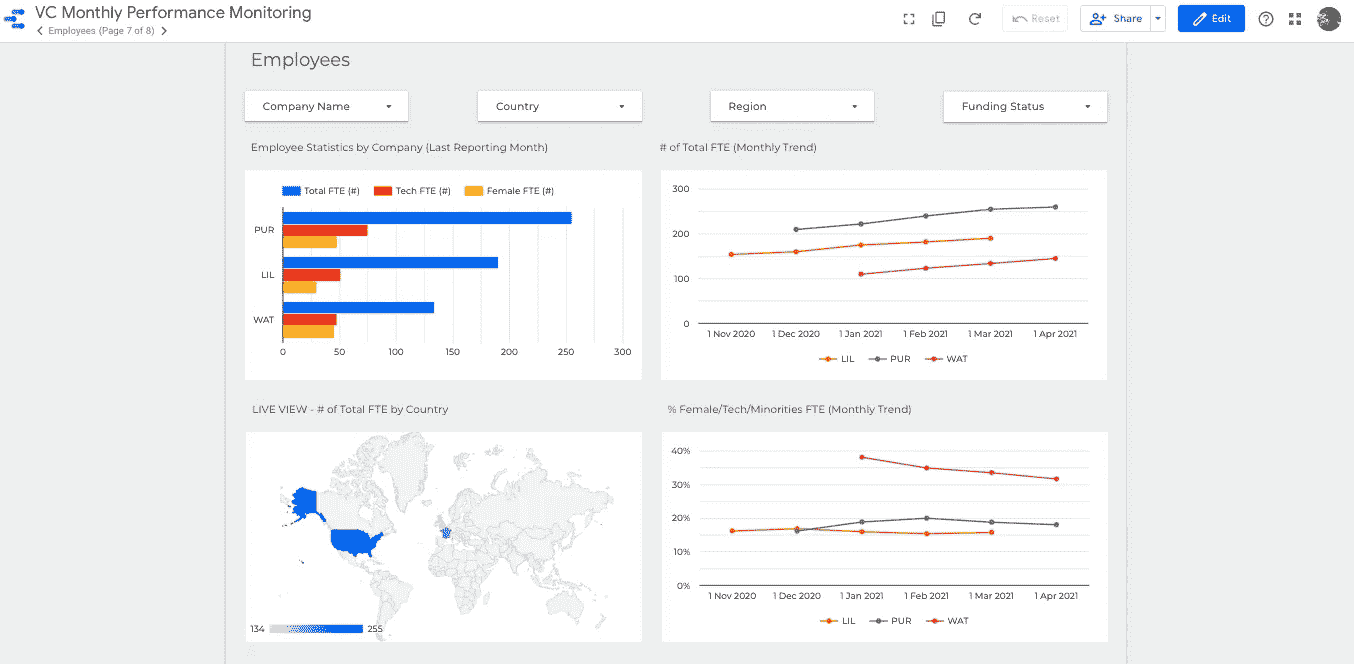 VC Monthly Performance Monitoring
Employees (Page 7 of 8)
Reset
Share
Edit
Employees
Company Name
Country
Region
Funding Status
Employee Statistics by Company (Last Reporting Month)
Total FTE (#) Tech FTE (#) Female FTE (#)
PUR
LIL
WAT
0 50 100 150 200 250 300
# of Total FTE (Monthly Trend)
300
200
100
0
1 Nov 2020 1 Dec 2020 1 Jan 2021 1 Feb 2021 1 Mar 2021 1 Apr 2021
LIL PUR WAT
LIVE VIEW - # of Total FTE by Country
134 255
% Female/Tech/Minorities FTE (Monthly Trend)
40%
30%
20%
10%
0%
1 Nov 2020 1 Dec 2020 1 Jan 2021 1 Feb 2021 1 Mar 2021 1 Apr 2021
LIL PUR WAT